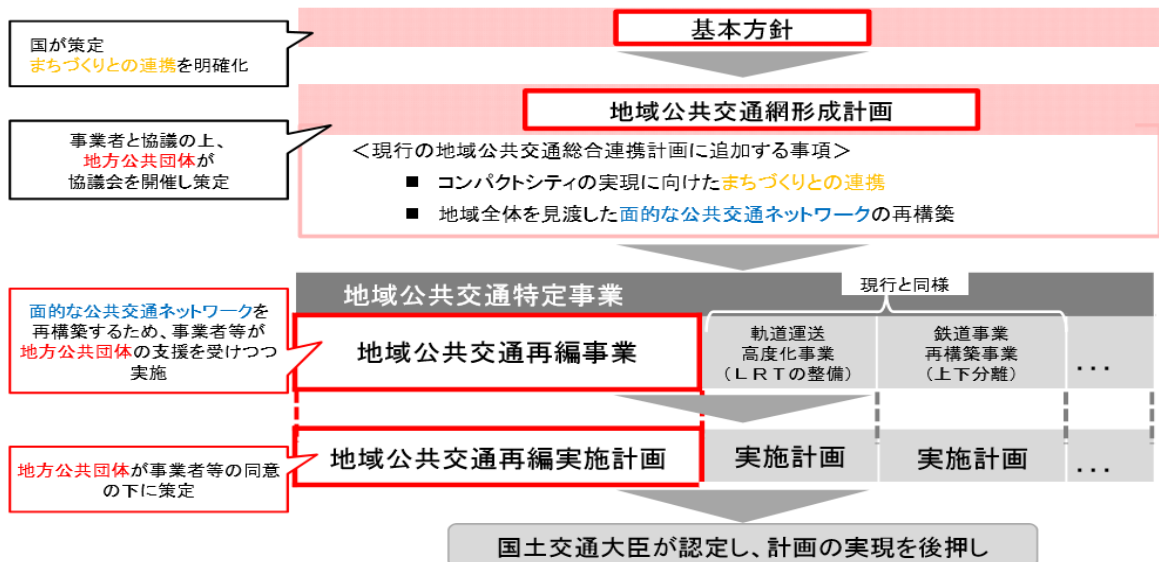 基本方針
国が策定
まちづくりとの連携を明確化
地域公共交通網形成計画
事業者と協議の上、
地方公共団体が
協議会を開催し策定
＜現行の地域公共交通総合連携計画に追加する事項＞
■ コンパクトシティの実現に向けたまちづくりとの連携
■ 地域全体を見渡した面的な公共交通ネットワークの再構築
地域公共交通特定事業
現行と同様
面的な公共交通ネットワークを
再構築するため、事業者等が
地方公共団体の支援を受けつつ
実施
地域公共交通再編事業
軌道運送
高度化事業
（ＬＲＴの整備）
鉄道事業
再構築事業
（上下分離）
･･･
地方公共団体が事業者等の同意
の下に策定
地域公共交通再編実施計画
実施計画
実施計画
･･･
国土交通大臣が認定し、計画の実現を後押し